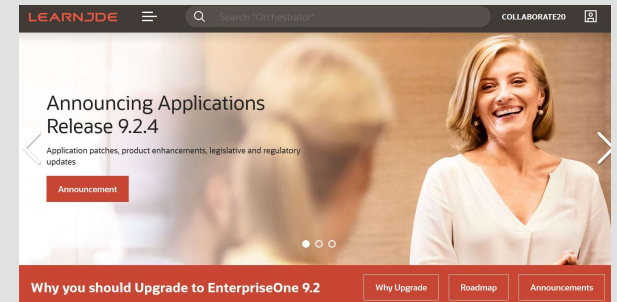 LEARNJDE
Search "Orchestrator"
COLLABORATE20
Announcing Applications
Release 9.2.4
Application patches, product enhancements, legislative and regulatory
updates
Announcement
Why you should Upgrade to EnterpriseOne 9.2
Why Upgrade
Roadmap
Announcements